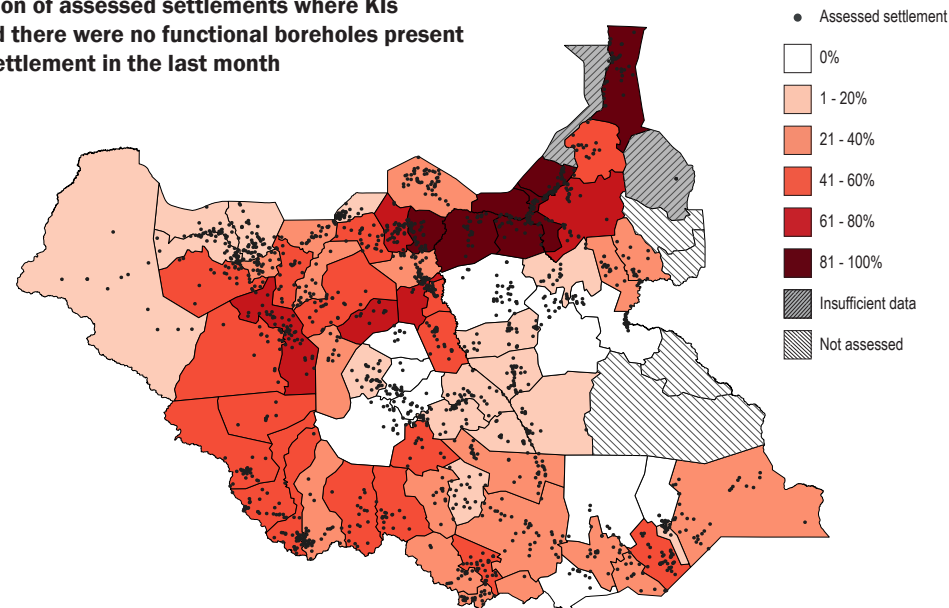 on of assessed settlements where KIs
there were no functional boreholes present
ettlement in the last month
Assessed settlement
0%
1 - 20%
21 - 40%
41 - 60%
61 - 80%
81 - 100%
Insufficient data
Not assessed